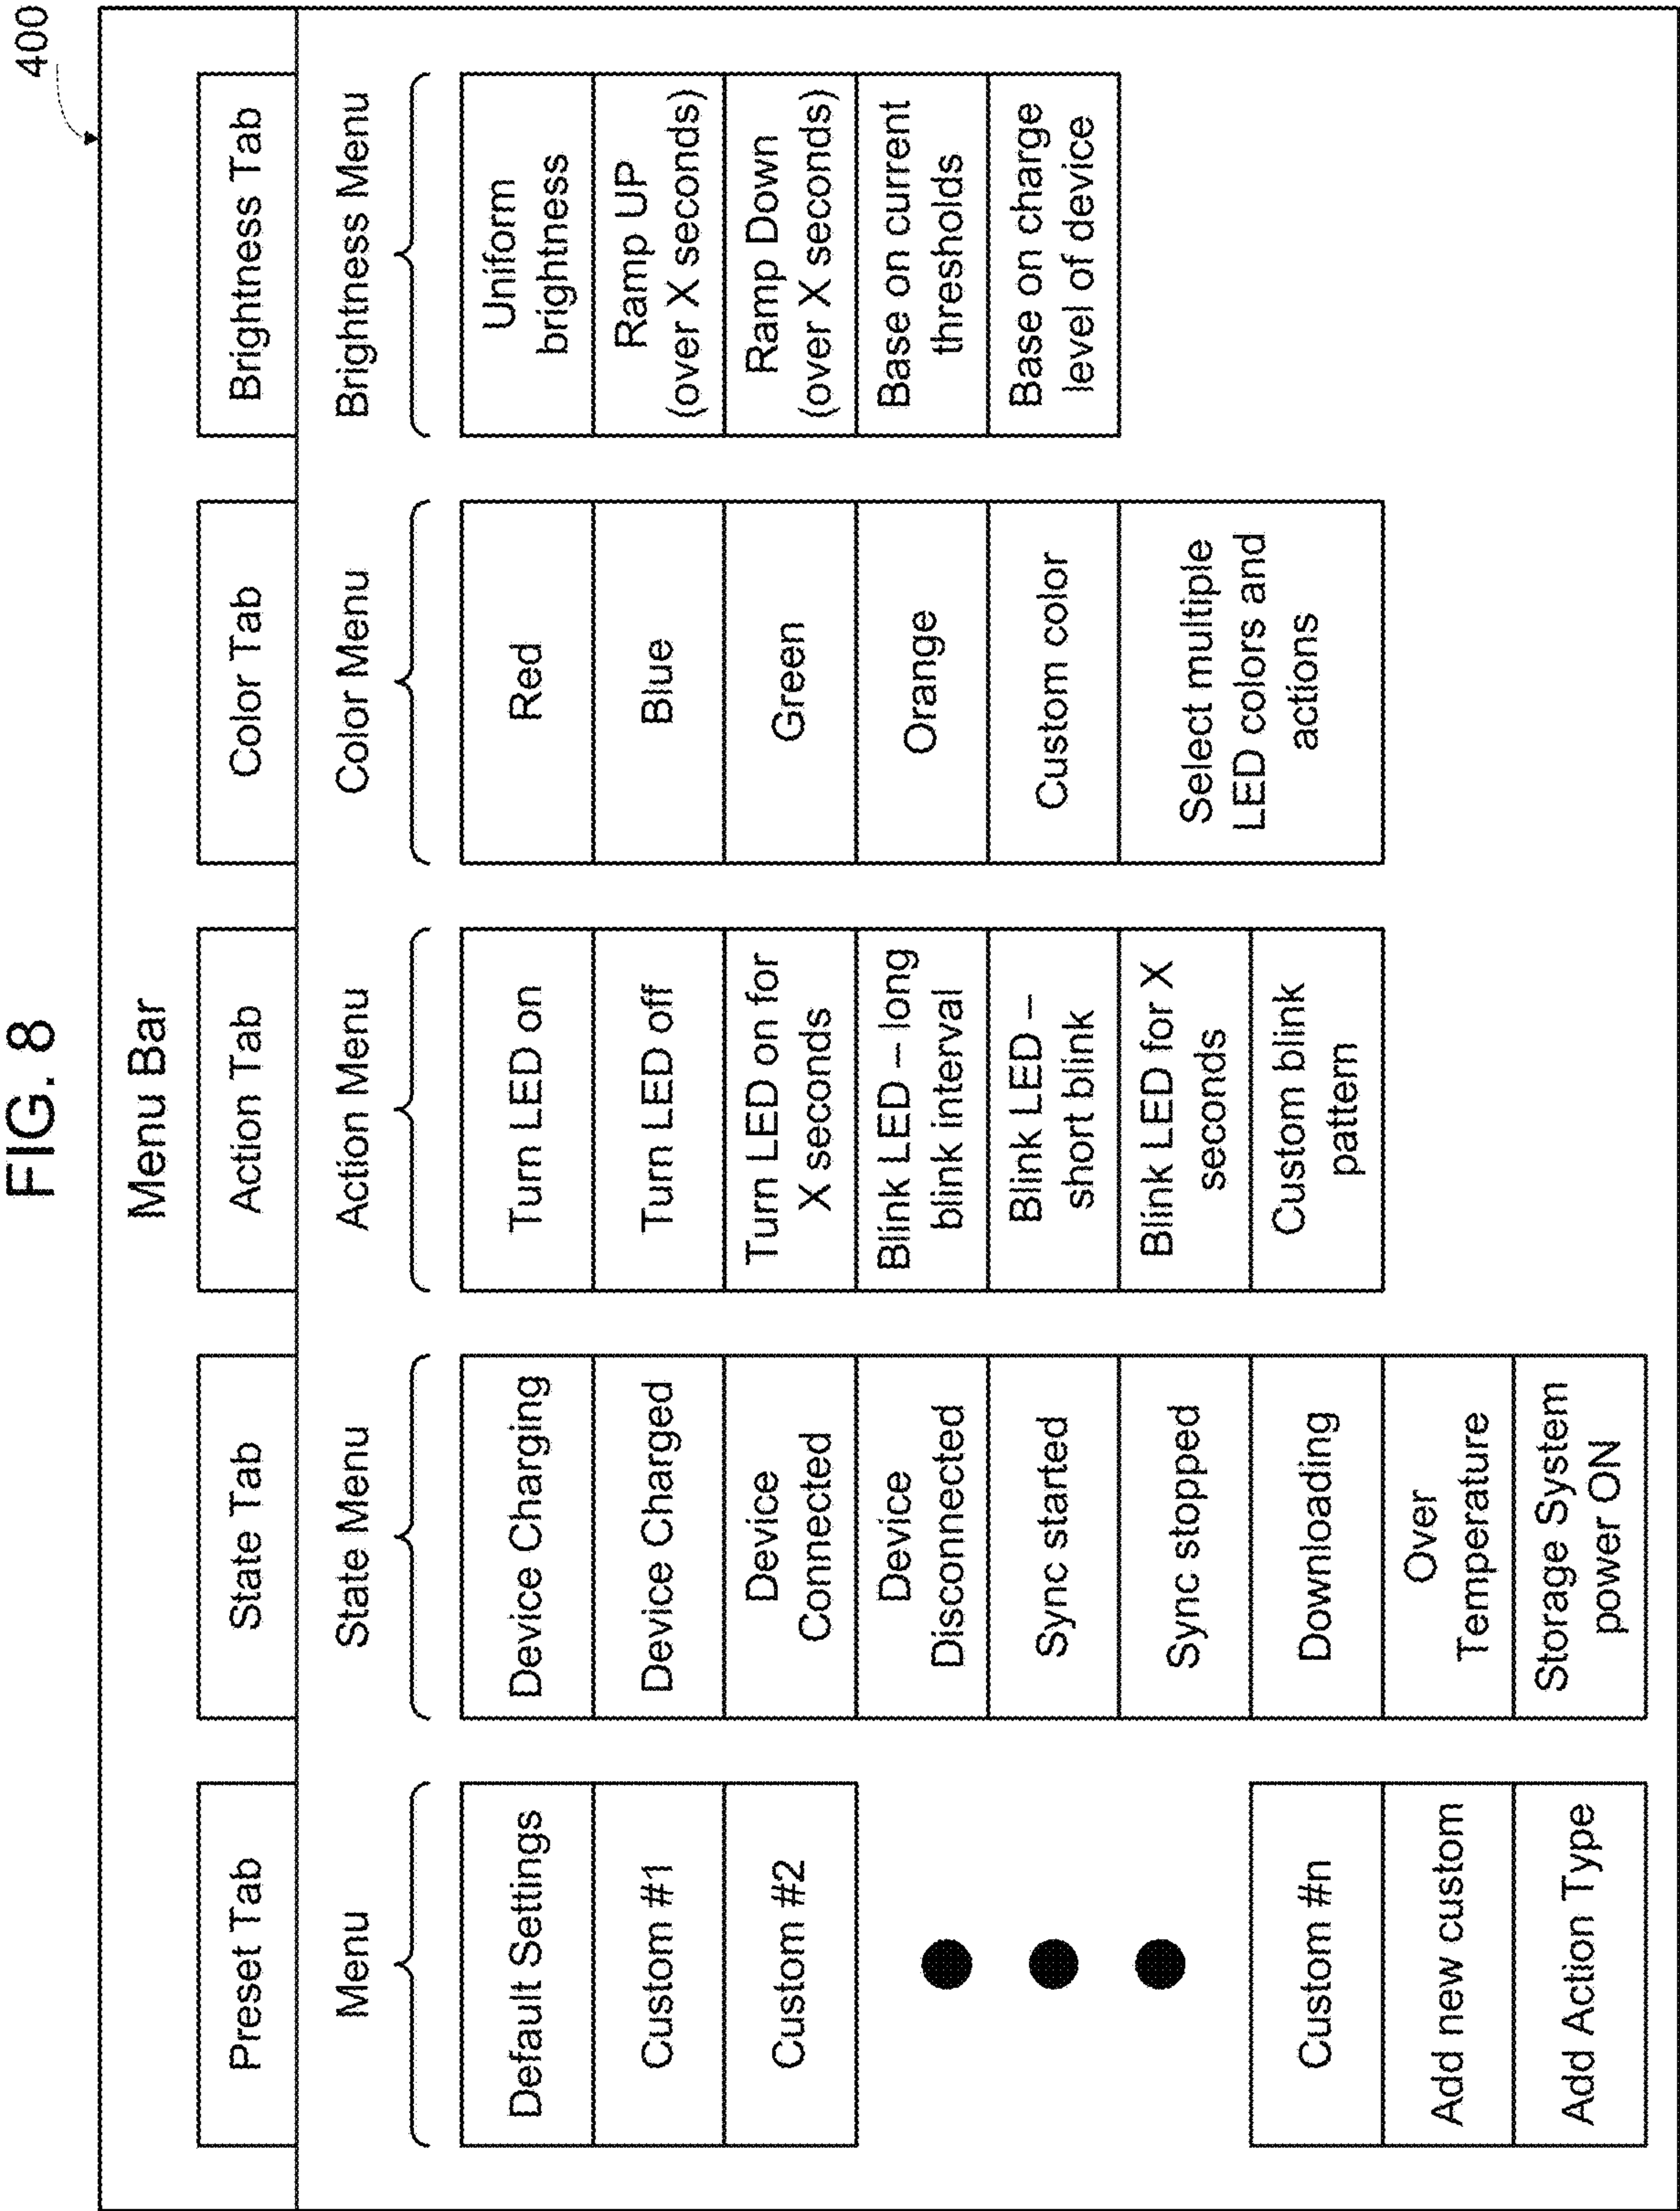 FIG. 8
400
Menu Bar
Preset Tab
State Tab
Action Tab
Color Tab
Brightness Tab
Menu
State Menu
Action Menu
Color Menu
Brightness Menu
Default Settings
Custom #1
Custom #2
Custom #n
Add new custom
Add Action Type
Device Charging
Device Charged
Device
Connected
Device
Disconnected
Sync started
Sync stopped
Downloading
Over
Temperature
Storage System
power ON
Turn LED on
Turn LED off
Turn LED on for
X seconds
Blink LED – long
blink interval
Blink LED –
short blink
Blink LED for X
seconds
Custom blink
pattern
Red
Blue
Green
Orange
Custom color
Select multiple
LED colors and
actions
Uniform
brightness
Ramp UP
(over X seconds)
Ramp Down
(over X seconds)
Base on current
thresholds
Base on charge
level of device